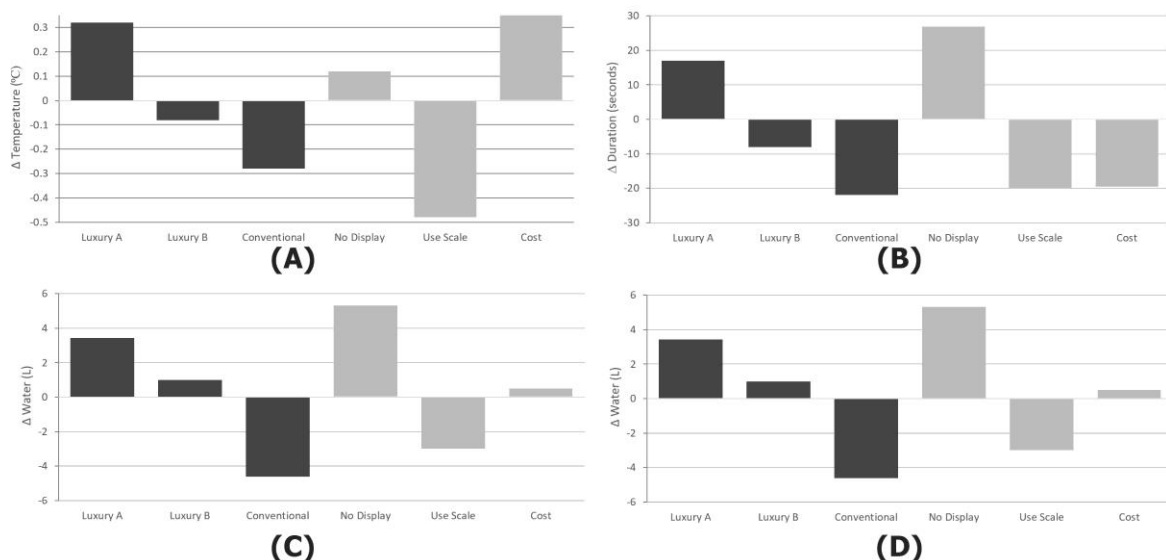 0.3
0.2
0.1
0
-0.1
-0.2
-0.3
-0.4
-0.5
Δ Temperature (ºC)
Luxury A Luxury B Conventional No Display Use Scale Cost
(A)
30
20
10
0
-10
-20
-30
Δ Duration (seconds)
Luxury A Luxury B Conventional No Display Use Scale Cost
(B)
6
4
2
0
-2
-4
-6
Δ Water (L)
Luxury A Luxury B Conventional No Display Use Scale Cost
(C)
6
4
2
0
-2
-4
-6
Δ Water (L)
Luxury A Luxury B Conventional No Display Use Scale Cost
(D)